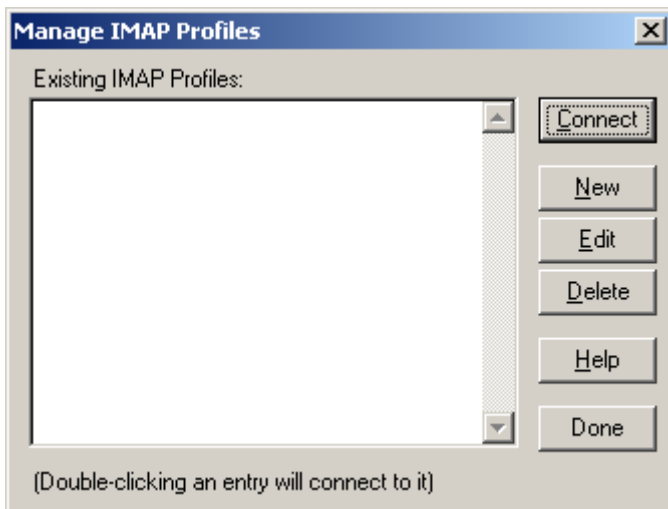 Manage IMAP Profiles
Existing IMAP Profiles:
Connect
New
Edit
Delete
Help
Done
(Double-clicking an entry will connect to it)